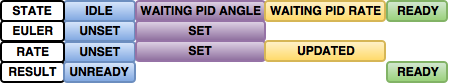 STATE IDLE WAITING PID ANGLE WAITING PID RATE READY
EULER UNSET SET
RATE UNSET SET UPDATED
RESULT UNREADY READY